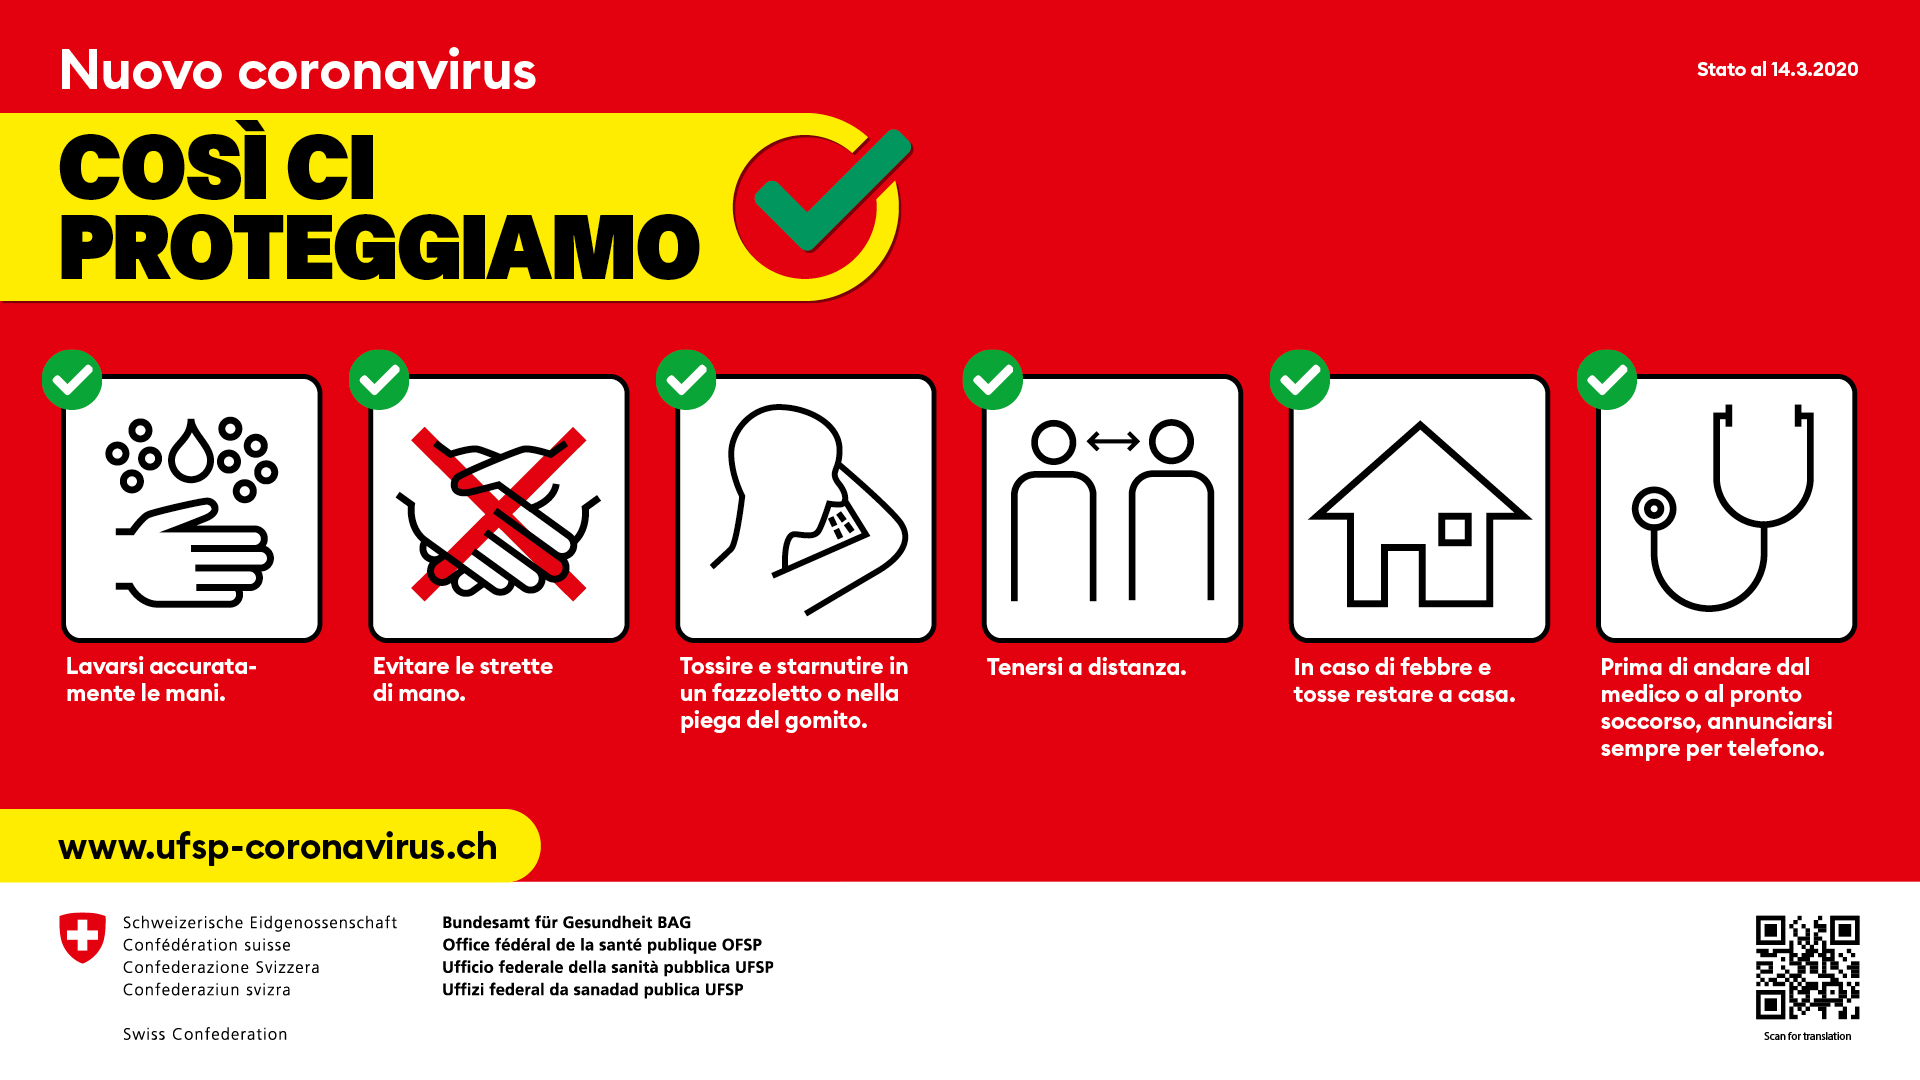 Nuovo coronavirus
Stato al 14.3.2020
COSÌ CI
PROTEGGIAMO
Lavarsi accurata-
mente le mani.
Evitare le strette
di mano.
Tossire e starnutire in
un fazzoletto o nella
piega del gomito.
Tenersi a distanza.
In caso di febbre e
tosse restare a casa.
Prima di andare dal
medico o al pronto
soccorso, annunciarsi
sempre per telefono.
www.ufsp-coronavirus.ch
Schweizerische Eidgenossenschaft
Confédération suisse
Confederazione Svizzera
Confederaziun svizra
Swiss Confederation
Bundesamt für Gesundheit BAG
Office fédéral de la santé publique OFSP
Ufficio federale della sanità pubblica UFSP
Uffizi federal da sanadad publica UFSP
Scan for translation